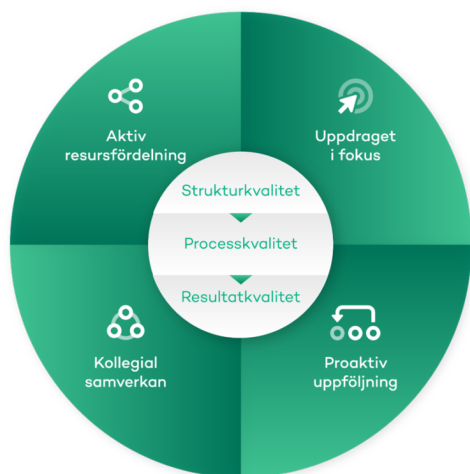 Aktiv
resursfördelning
Uppdraget
i fokus
Strukturkvalitet
Processkvalitet
Resultatkvalitet
Kollegial
samverkan
Proaktiv
uppföljning